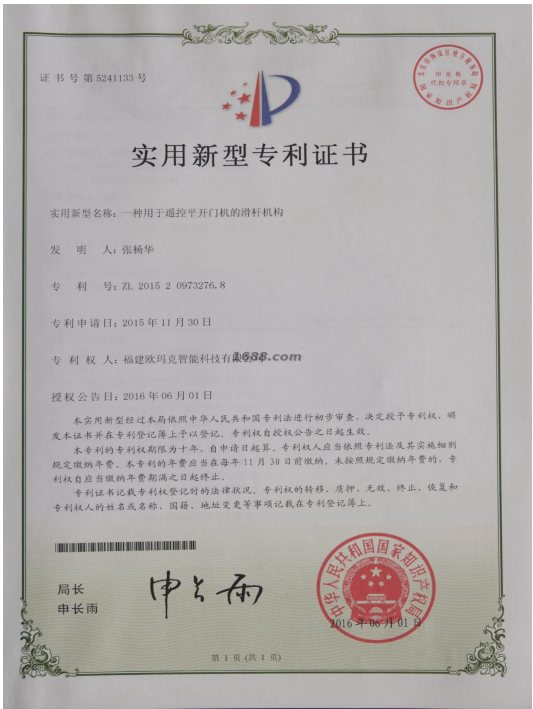 证书号第5241133号
实用新型专利证书
实用新型名称：一种用于遥控平开门机的滑杆机构
发明人：张杨华
专利号：ZL 2015 2 0973276.8
专利申请日：2015年11月30日
专利权人：福建欧玛克智能科技有限公司
1688.com
授权公告日：2016年06月01日
本实用新型经过本局依照中华人民共和国专利法进行初步审查，决定授予专利权，颁
发本证书并在专利登记簿上予以登记。专利权自授权公告之日起生效。
本专利的专利权期限为十年，自申请日起算。专利权人应当依照专利法及其实施细则
规定缴纳年费。本专利的年费应当在每年11月30日前缴纳。未按照规定缴纳年费的，专
利权自应当缴纳年费期满之日起终止。
专利证书记载专利权登记时的法律状况。专利权的转移、质押、无效、终止、恢复和
专利权人的姓名或名称、国籍、地址变更等事项记载在专利登记簿上。
局长
申长雨
申长雨
中华人民共和国国家知识产权局
2016年06月01日
第1页（共1页）